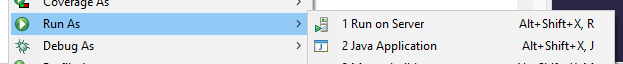 Coverage As
Run As
1 Run on Server Alt+Shift+X, R
Debug As
2 Java Application Alt+Shift+X, J